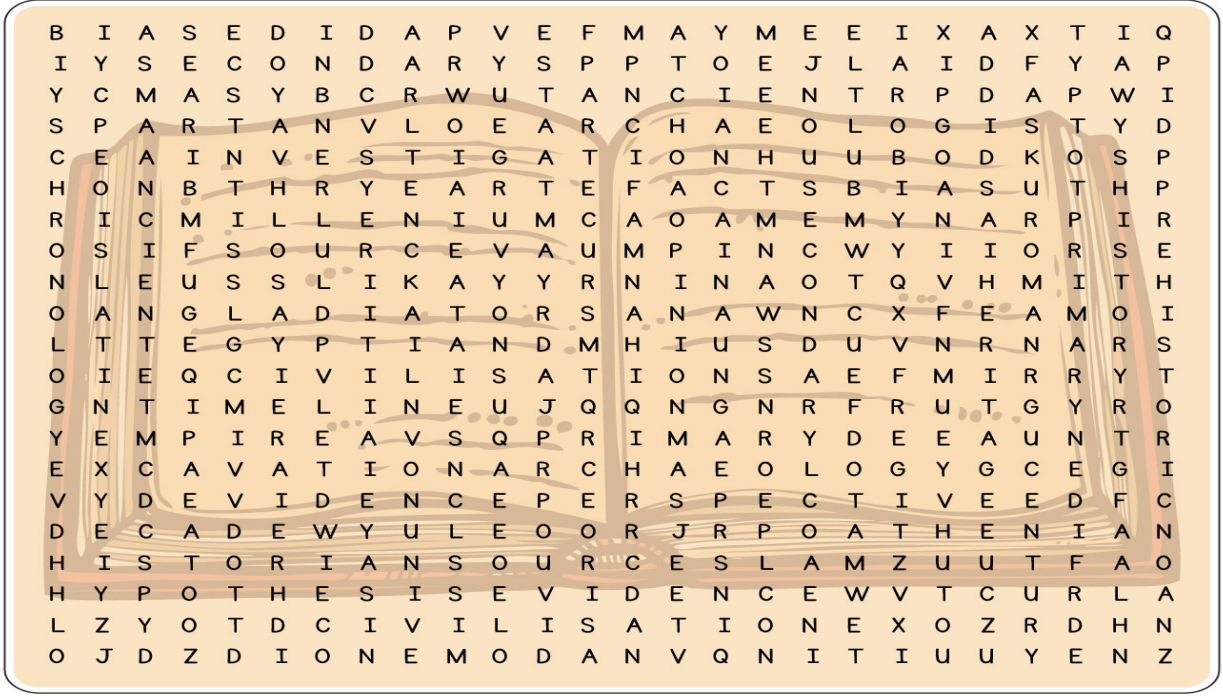 B I A S E D I D A P V E F M A Y M E E I X A X T I Q
I Y S E C O N D A R Y S P P T O E J L A I D F Y A P
Y C M A S Y B C R W U T A N C I E N T R P D A P W I
S P A R T A N V L O E A R C H A E O L O G I S T Y D
C E A I N V E S T I G A T I O N H U U B O D K O S P
H O N B T H R Y E A R T E F A C T S B I A S U T H P
R I C M I L L E N I U M C A O A M E M Y N A R P I R
O S I F S O U R C E V A U M P I N C W Y I I O R S E
N L E U S S L I K A Y Y R N I N A O T Q V H M I T H
O A N G L A D I A T O R S A N A W N C X F E A M O I
L T T E G Y P T I A N D M H I U S D U V N R N A R S
O I E Q C I V I L I S A T I O N S A E F M I R R Y T
G N T I M E L I N E U J Q Q N G N R F R U T G Y R O
Y E M P I R E A V S Q P R I M A R Y D E E A U N T R
E X C A V A T I O N A R C H A E O L O G Y G C E G I
V Y D E V I D E N C E P E R S P E C T I V E E D F C
D E C A D E W Y U L E O O R J R P O A T H E N I A N
H I S T O R I A N S O U R C E S L A M Z U U T F A O
H Y P O T H E S I S E V I D E N C E W V T C U R L A
L Z Y O T D C I V I L I S A T I O N E X O Z R D H N
O J D Z D I O N E M O D A N V Q N I T I U U Y E N Z